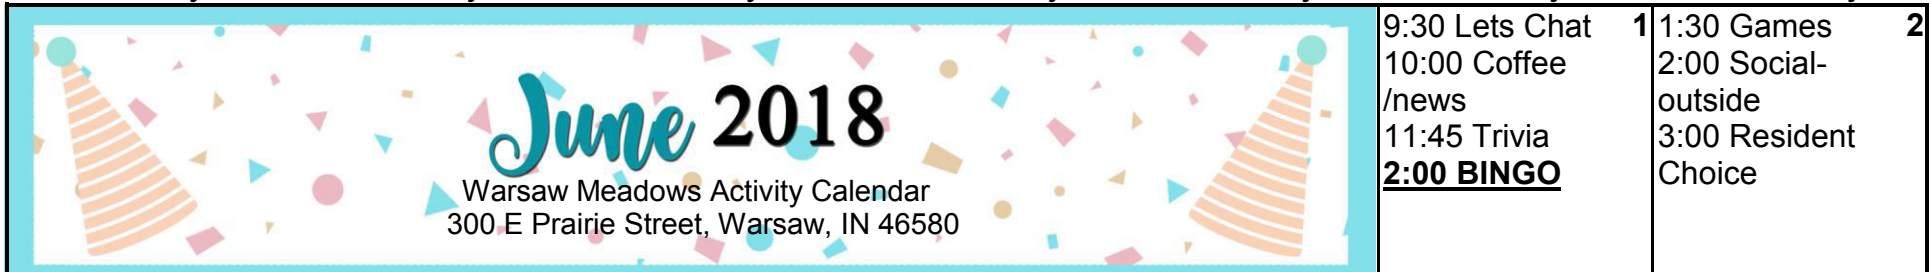 June 2018
Warsaw Meadows Activity Calendar
300 E Prairie Street, Warsaw, IN 46580
9:30 Lets Chat 1
10:00 Coffee
/news
11:45 Trivia
2:00 BINGO
1:30 Games 2
2:00 Social-
outside
3:00 Resident
Choice